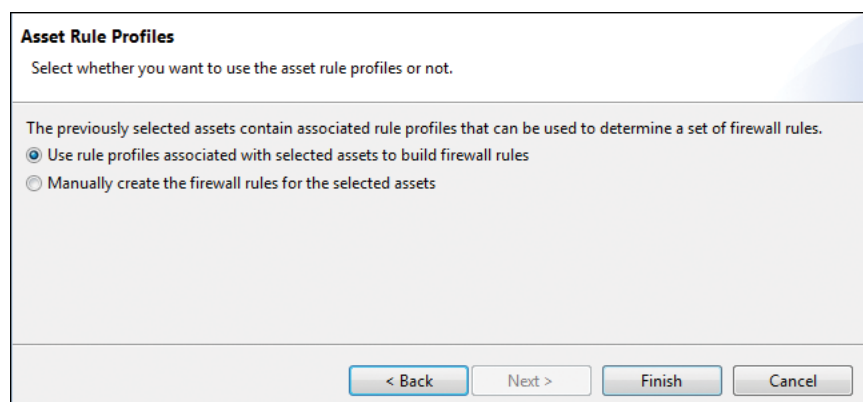 Asset Rule Profiles
Select whether you want to use the asset rule profiles or not.
The previously selected assets contain associated rule profiles that can be used to determine a set of firewall rules.
Use rule profiles associated with selected assets to build firewall rules
Manually create the firewall rules for the selected assets
< Back Next > Finish Cancel